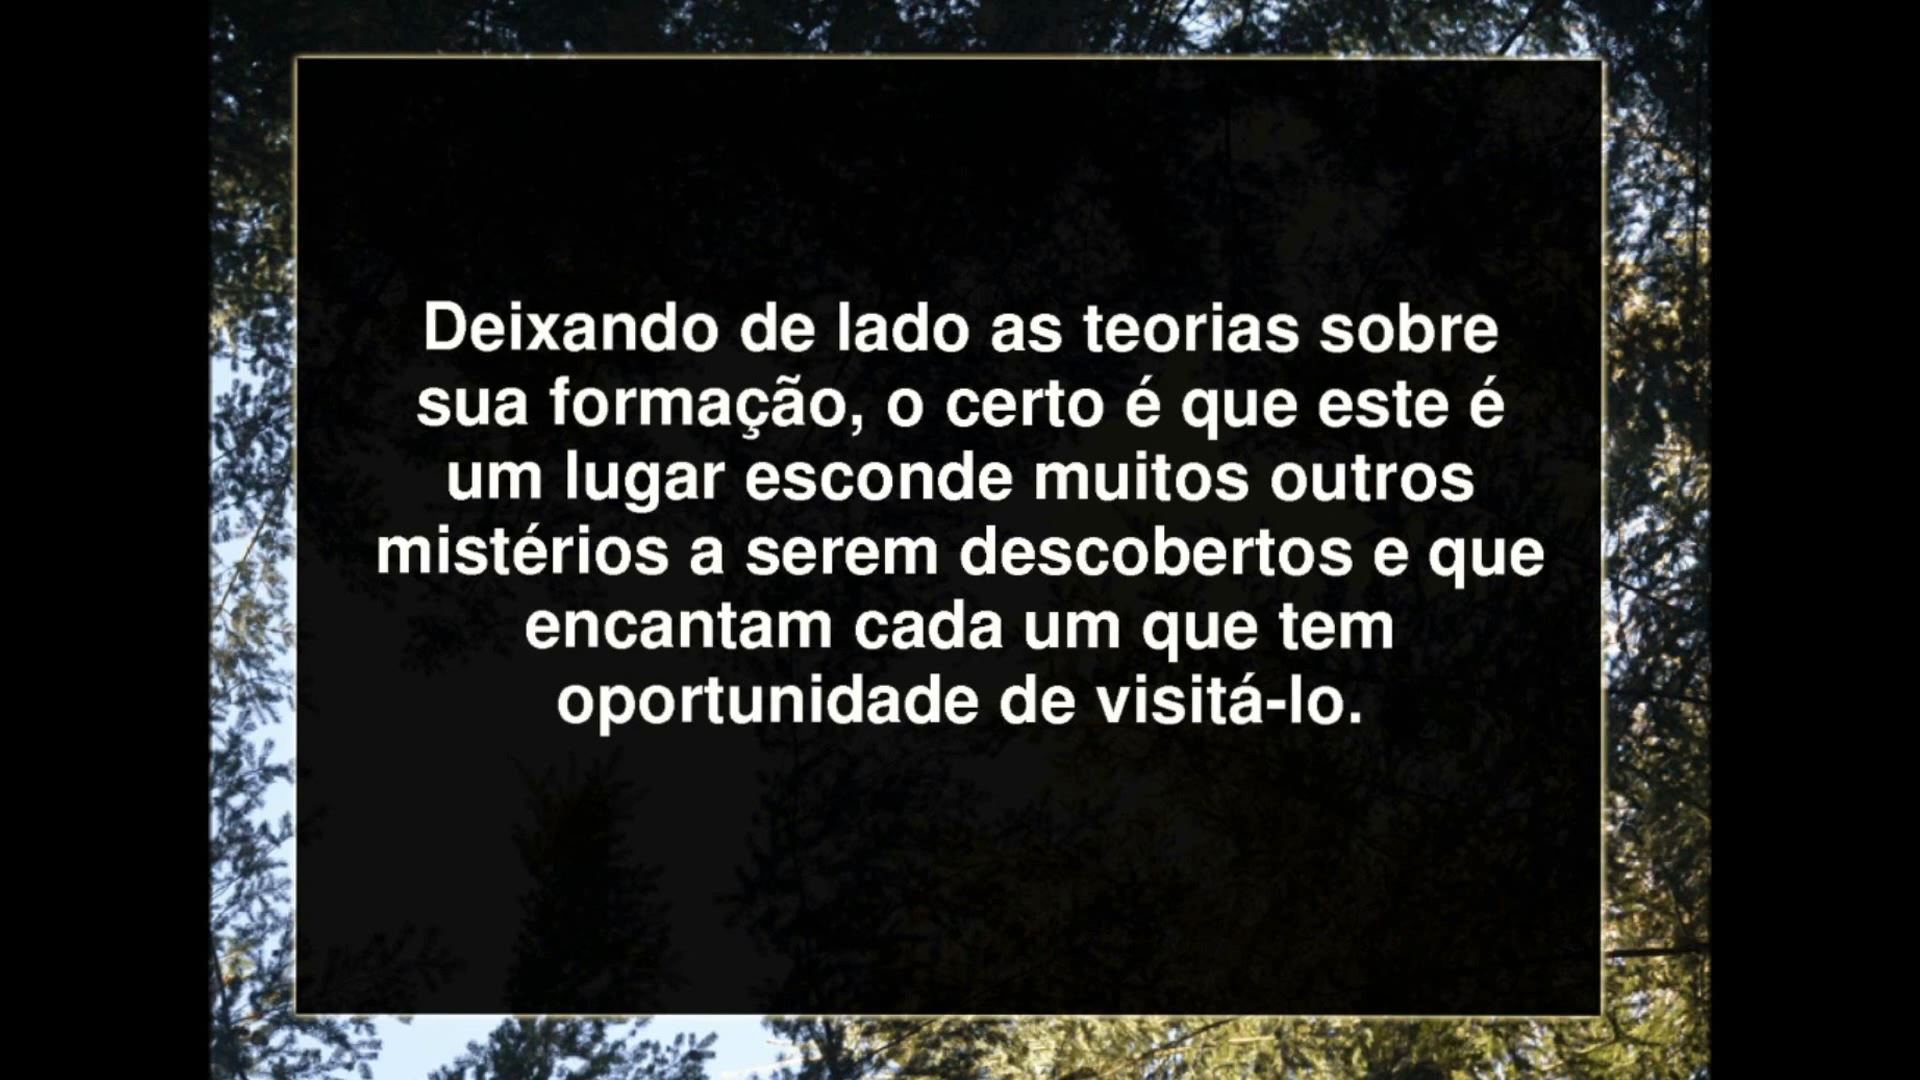 Deixando de lado as teorias sobre
sua formação, o certo é que este é
um lugar esconde muitos outros
mistérios a serem descobertos e que
encantam cada um que tem
oportunidade de visitá-lo.